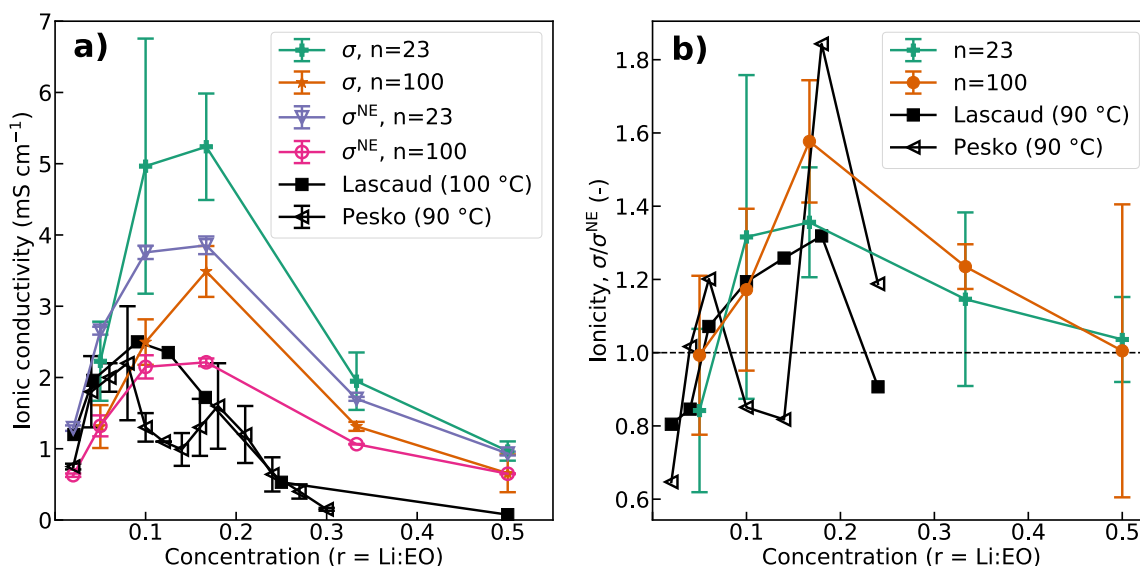 a)
σ, n=23
σ, n=100
σ^NE, n=23
σ^NE, n=100
Lascaud (100 °C)
Pesko (90 °C)
Ionic conductivity (mS cm⁻¹)
7
6
5
4
3
2
1
0
0.1
0.2
0.3
0.4
0.5
Concentration (r = Li:EO)
b)
n=23
n=100
Lascaud (90 °C)
Pesko (90 °C)
Ionicity, σ/σ^NE (-)
1.8
1.6
1.4
1.2
1.0
0.8
0.6
0.1
0.2
0.3
0.4
0.5
Concentration (r = Li:EO)